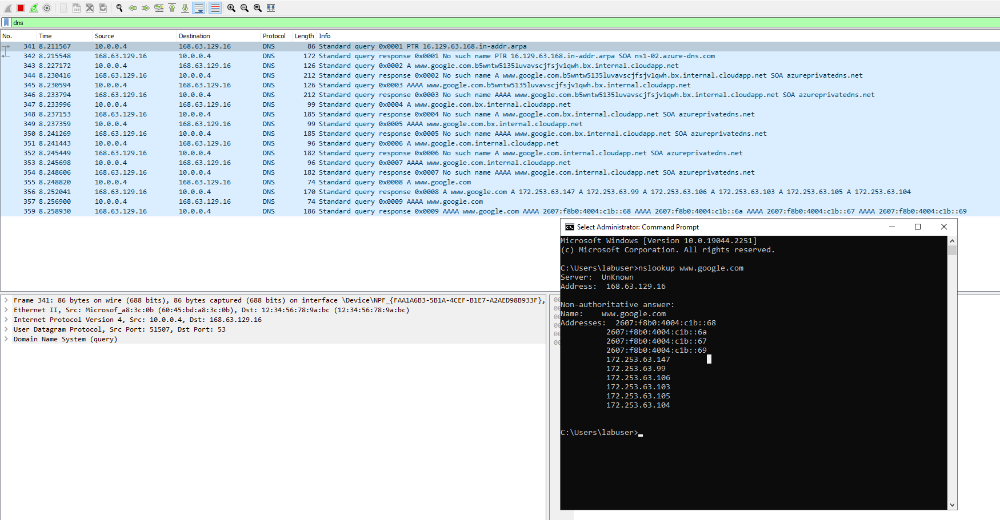 dns
No. Time Source Destination Protocol Length Info
341 8.211567 10.0.0.4 168.63.129.16 DNS 86 Standard query 0x0001 PTR 16.129.63.168.in-addr.arpa
342 8.215548 168.63.129.16 10.0.0.4 DNS 172 Standard query response 0x0001 No such name PTR 16.129.63.168.in-addr.arpa SOA ns1-02.azure-dns.com
343 8.227172 10.0.0.4 168.63.129.16 DNS 126 Standard query 0x0002 A www.google.com.b5wntw5135luvavscjfsjv1qwh.bx.internal.cloudapp.net
344 8.230416 168.63.129.16 10.0.0.4 DNS 212 Standard query response 0x0002 No such name A www.google.com.b5wntw5135luvavscjfsjv1qwh.bx.internal.cloudapp.net SOA azureprivatedns.net
345 8.230594 10.0.0.4 168.63.129.16 DNS 126 Standard query 0x0003 AAAA www.google.com.b5wntw5135luvavscjfsjv1qwh.bx.internal.cloudapp.net
346 8.233794 168.63.129.16 10.0.0.4 DNS 212 Standard query response 0x0003 No such name AAAA www.google.com.b5wntw5135luvavscjfsjv1qwh.bx.internal.cloudapp.net SOA azureprivatedns.net
347 8.233996 10.0.0.4 168.63.129.16 DNS 99 Standard query 0x0004 A www.google.com.bx.internal.cloudapp.net
348 8.237153 168.63.129.16 10.0.0.4 DNS 185 Standard query response 0x0004 No such name A www.google.com.bx.internal.cloudapp.net SOA azureprivatedns.net
349 8.237359 10.0.0.4 168.63.129.16 DNS 99 Standard query 0x0005 AAAA www.google.com.bx.internal.cloudapp.net
350 8.241269 168.63.129.16 10.0.0.4 DNS 185 Standard query response 0x0005 No such name AAAA www.google.com.bx.internal.cloudapp.net SOA azureprivatedns.net
351 8.241443 10.0.0.4 168.63.129.16 DNS 96 Standard query 0x0006 A www.google.com.internal.cloudapp.net
352 8.245449 168.63.129.16 10.0.0.4 DNS 182 Standard query response 0x0006 No such name A www.google.com.internal.cloudapp.net SOA azureprivatedns.net
353 8.245698 10.0.0.4 168.63.129.16 DNS 96 Standard query 0x0007 AAAA www.google.com.internal.cloudapp.net
354 8.248606 168.63.129.16 10.0.0.4 DNS 182 Standard query response 0x0007 No such name AAAA www.google.com.internal.cloudapp.net SOA azureprivatedns.net
355 8.248820 10.0.0.4 168.63.129.16 DNS 74 Standard query 0x0008 A www.google.com
356 8.252041 168.63.129.16 10.0.0.4 DNS 170 Standard query response 0x0008 A www.google.com A 172.253.63.147 A 172.253.63.99 A 172.253.63.106 A 172.253.63.103 A 172.253.63.105 A 172.253.63.104
357 8.256900 10.0.0.4 168.63.129.16 DNS 74 Standard query 0x0009 AAAA www.google.com
359 8.258930 168.63.129.16 10.0.0.4 DNS 186 Standard query response 0x0009 AAAA www.google.com AAAA 2607:f8b0:4004:c1b::68 AAAA 2607:f8b0:4004:c1b::6a AAAA 2607:f8b0:4004:c1b::67 AAAA 2607:f8b0:4004:c1b::69
Frame 341: 86 bytes on wire (688 bits), 86 bytes captured (688 bits) on interface \Device\NPF_{FAA1A6B3-5B1A-4CEF-B1E7-A2AED98B933F},
Ethernet II, Src: Microsof_a8:3c:0b (60:45:bd:a8:3c:0b), Dst: 12:34:56:78:9a:bc (12:34:56:78:9a:bc)
Internet Protocol Version 4, Src: 10.0.0.4, Dst: 168.63.129.16
User Datagram Protocol, Src Port: 51507, Dst Port: 53
Domain Name System (query)
Select Administrator: Command Prompt
Microsoft Windows [Version 10.0.19044.2251]
(c) Microsoft Corporation. All rights reserved.
C:\Users\labuser>nslookup www.google.com
Server: UnKnown
Address: 168.63.129.16
Non-authoritative answer:
Name: www.google.com
Addresses: 2607:f8b0:4004:c1b::68
2607:f8b0:4004:c1b::6a
2607:f8b0:4004:c1b::67
2607:f8b0:4004:c1b::69
172.253.63.147
172.253.63.99
172.253.63.106
172.253.63.103
172.253.63.105
172.253.63.104
C:\Users\labuser>